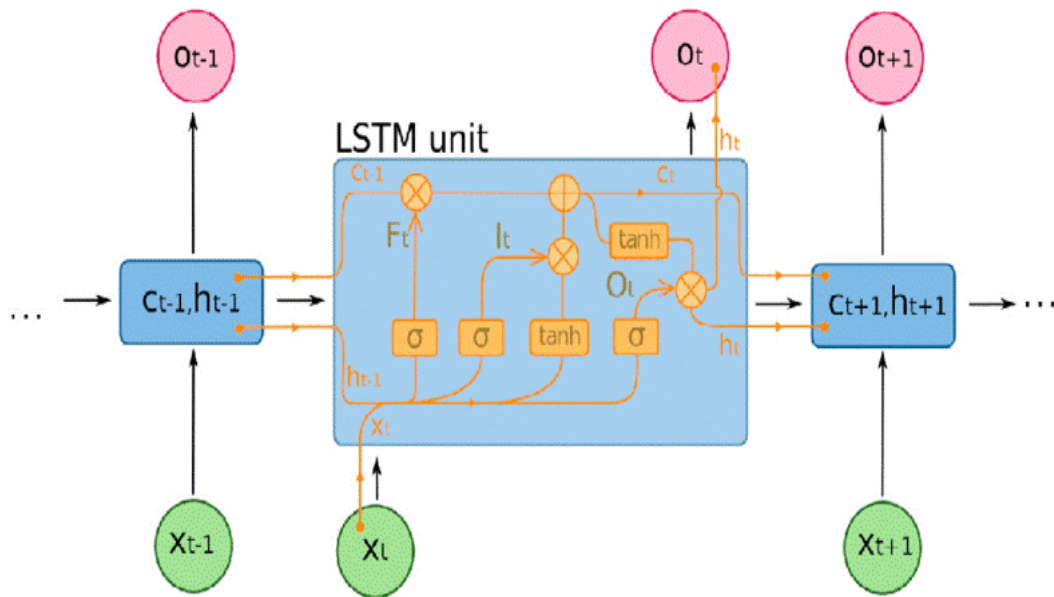 Ot-1
Ot
Ot+1
LSTM unit
ht
Ct-1
Ct
Ft
It
tanh
Ot
... Ct-1,ht-1
Ct+1,ht+1 ...
σ σ tanh σ
ht
ht-1
Xt
Xt-1
Xt
Xt+1